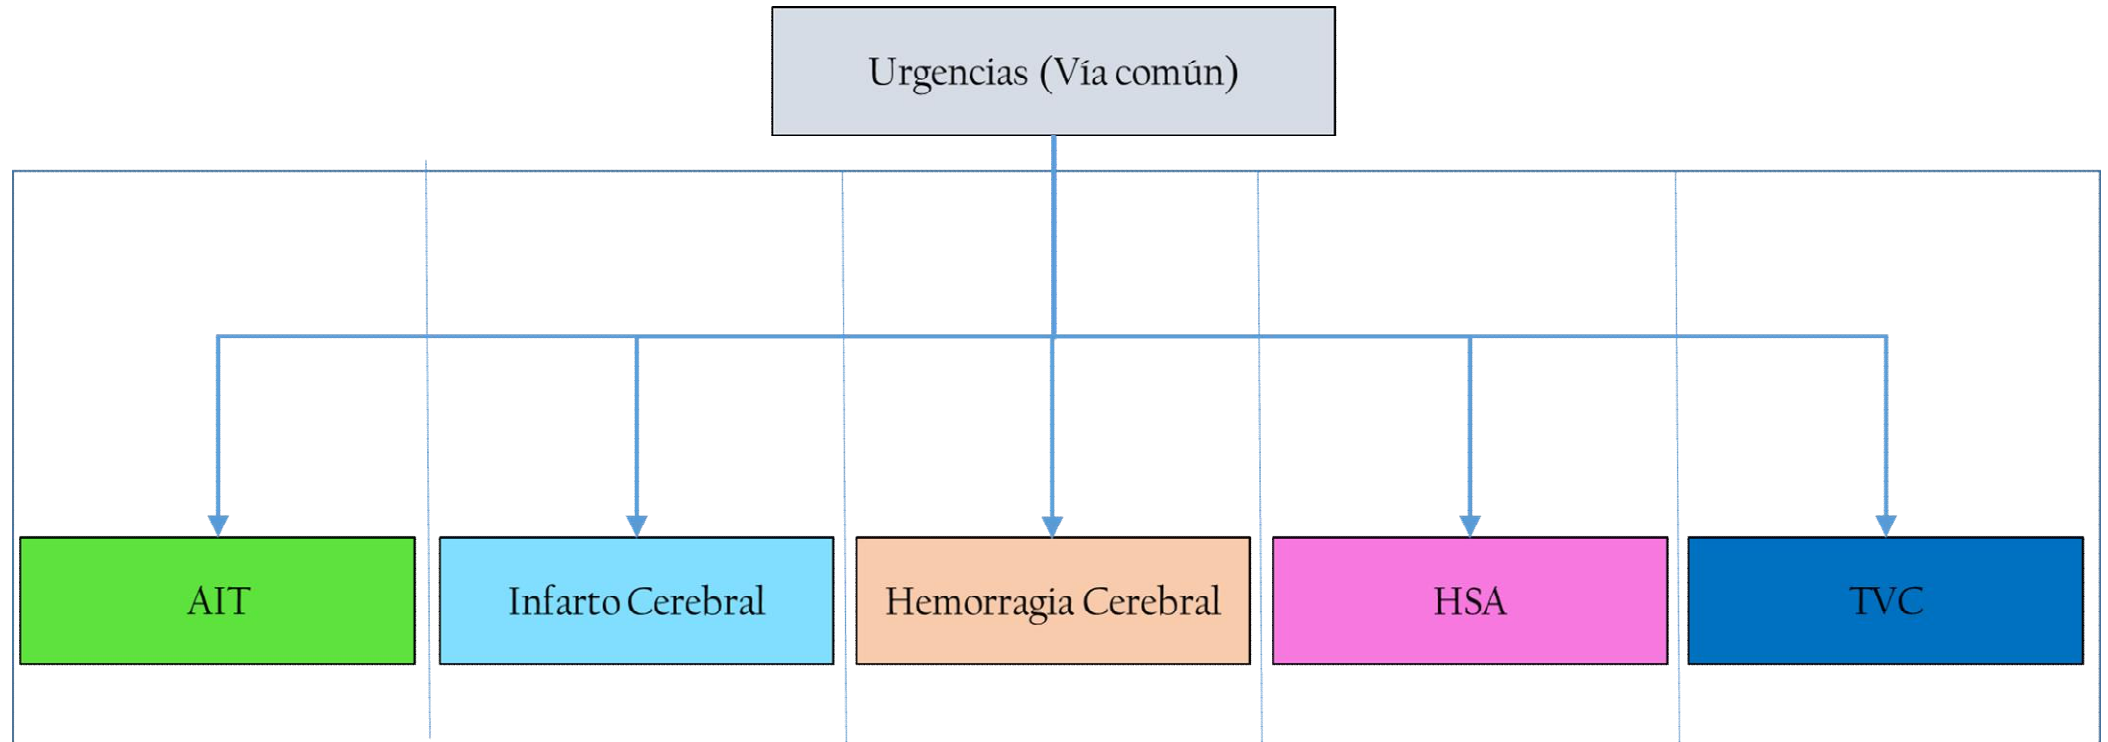 Urgencias (Vía común)
AIT
Infarto Cerebral
Hemorragia Cerebral
HSA
TVC